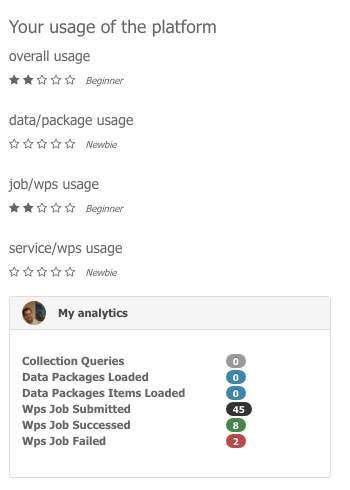 Your usage of the platform
overall usage
Beginner
data/package usage
Newbie
job/wps usage
Beginner
service/wps usage
Newbie
My analytics
Collection Queries 0
Data Packages Loaded 0
Data Packages Items Loaded 0
Wps Job Submitted 45
Wps Job Successed 8
Wps Job Failed 2